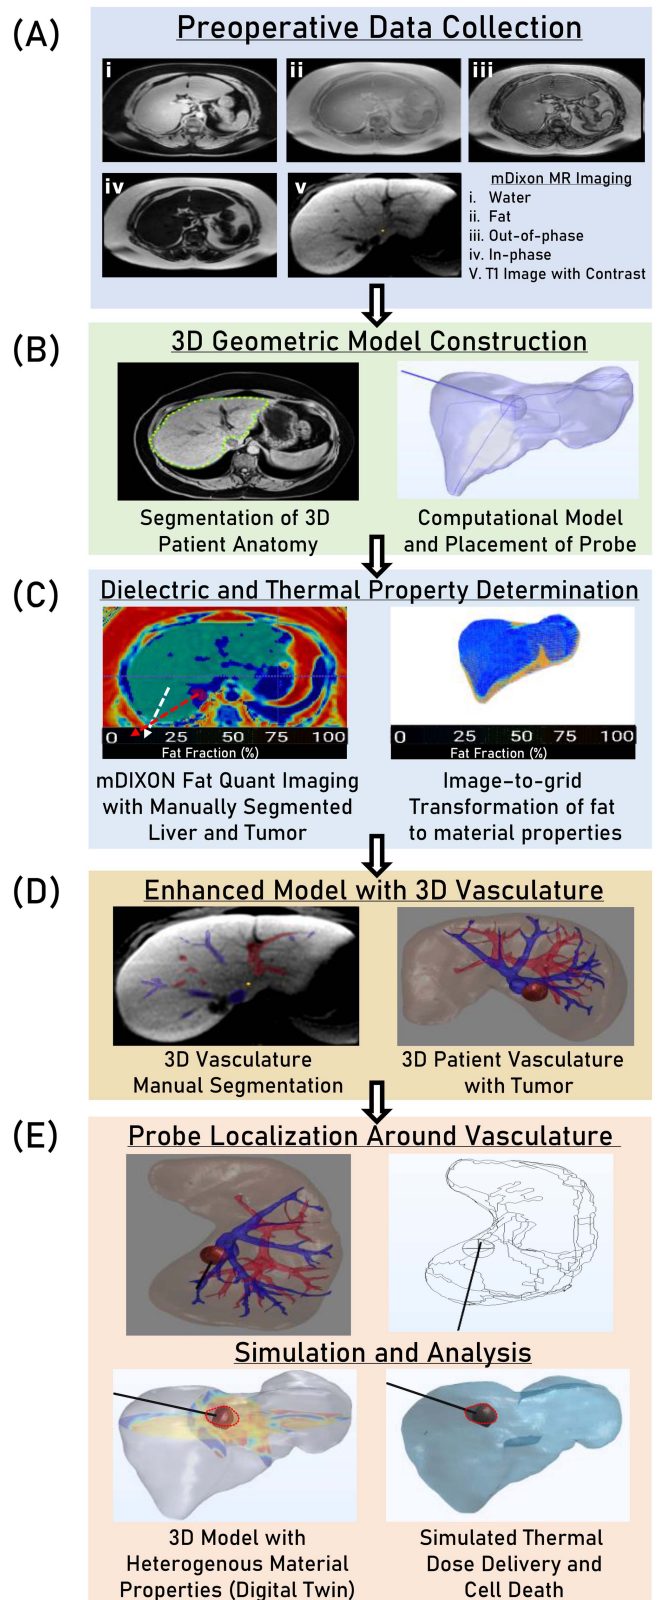 (A)
Preoperative Data Collection
i
ii
iii
iv
v
mDixon MR Imaging
i. Water
ii. Fat
iii. Out-of-phase
iv. In-phase
V. T1 Image with Contrast
(B)
3D Geometric Model Construction
Segmentation of 3D
Patient Anatomy
Computational Model
and Placement of Probe
(C)
Dielectric and Thermal Property Determination
0 25 50 75 100
Fat Fraction (%)
0 25 50 75 100
Fat Fraction (%)
mDIXON Fat Quant Imaging
with Manually Segmented
Liver and Tumor
Image-to-grid
Transformation of fat
to material properties
(D)
Enhanced Model with 3D Vasculature
3D Vasculature
Manual Segmentation
3D Patient Vasculature
with Tumor
(E)
Probe Localization Around Vasculature
Simulation and Analysis
3D Model with
Heterogenous Material
Properties (Digital Twin)
Simulated Thermal
Dose Delivery and
Cell Death